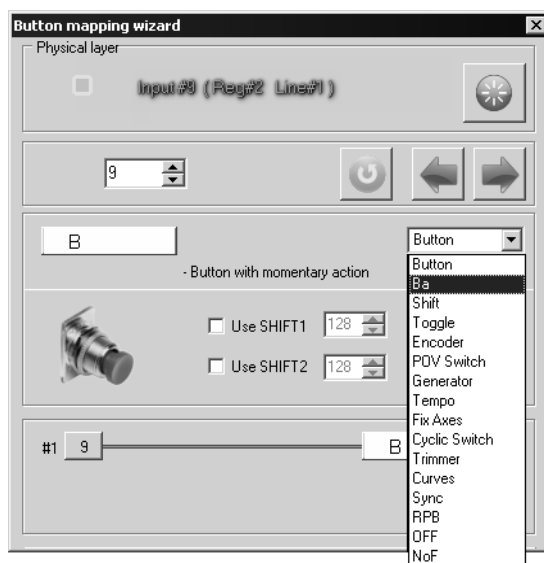 Button mapping wizard
Physical layer
Input #9 ( Reg#2 Line#1 )
9
B
Button
- Button with momentary action
Use SHIFT1 128
Use SHIFT2 128
#1 9 B
Button
Ba
Shift
Toggle
Encoder
POV Switch
Generator
Tempo
Fix Axes
Cyclic Switch
Trimmer
Curves
Sync
RPB
OFF
NoF